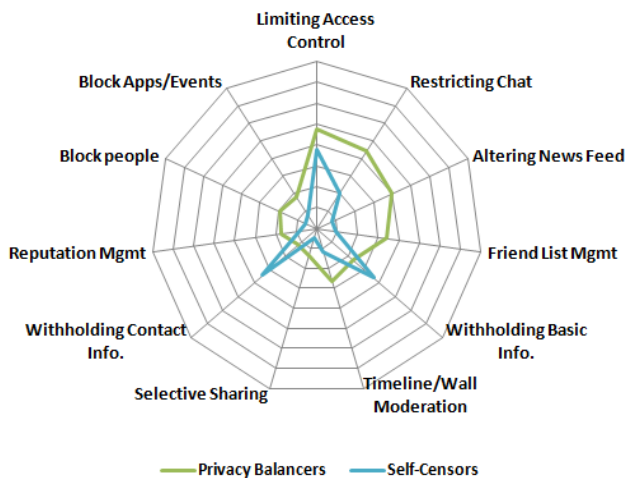 Limiting Access
Control
Restricting Chat
Altering News Feed
Friend List Mgmt
Withholding Basic
Info.
Timeline/Wall
Moderation
Selective Sharing
Withholding Contact
Info.
Reputation Mgmt
Block people
Block Apps/Events
Privacy Balancers
Self-Censors